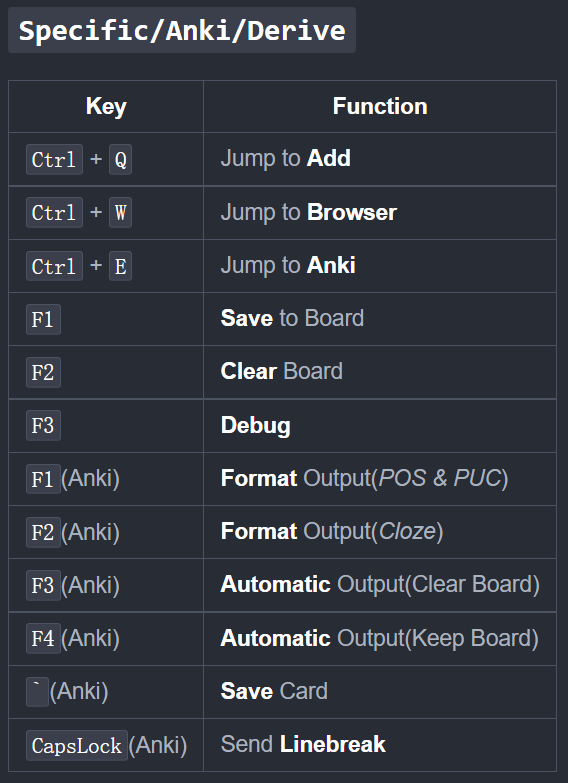 Specific/Anki/Derive
Key Function
Ctrl + Q Jump to Add
Ctrl + W Jump to Browser
Ctrl + E Jump to Anki
F1 Save to Board
F2 Clear Board
F3 Debug
F1(Anki) Format Output(POS & PUC)
F2(Anki) Format Output(Cloze)
F3(Anki) Automatic Output(Clear Board)
F4(Anki) Automatic Output(Keep Board)
`(Anki) Save Card
CapsLock(Anki) Send Linebreak